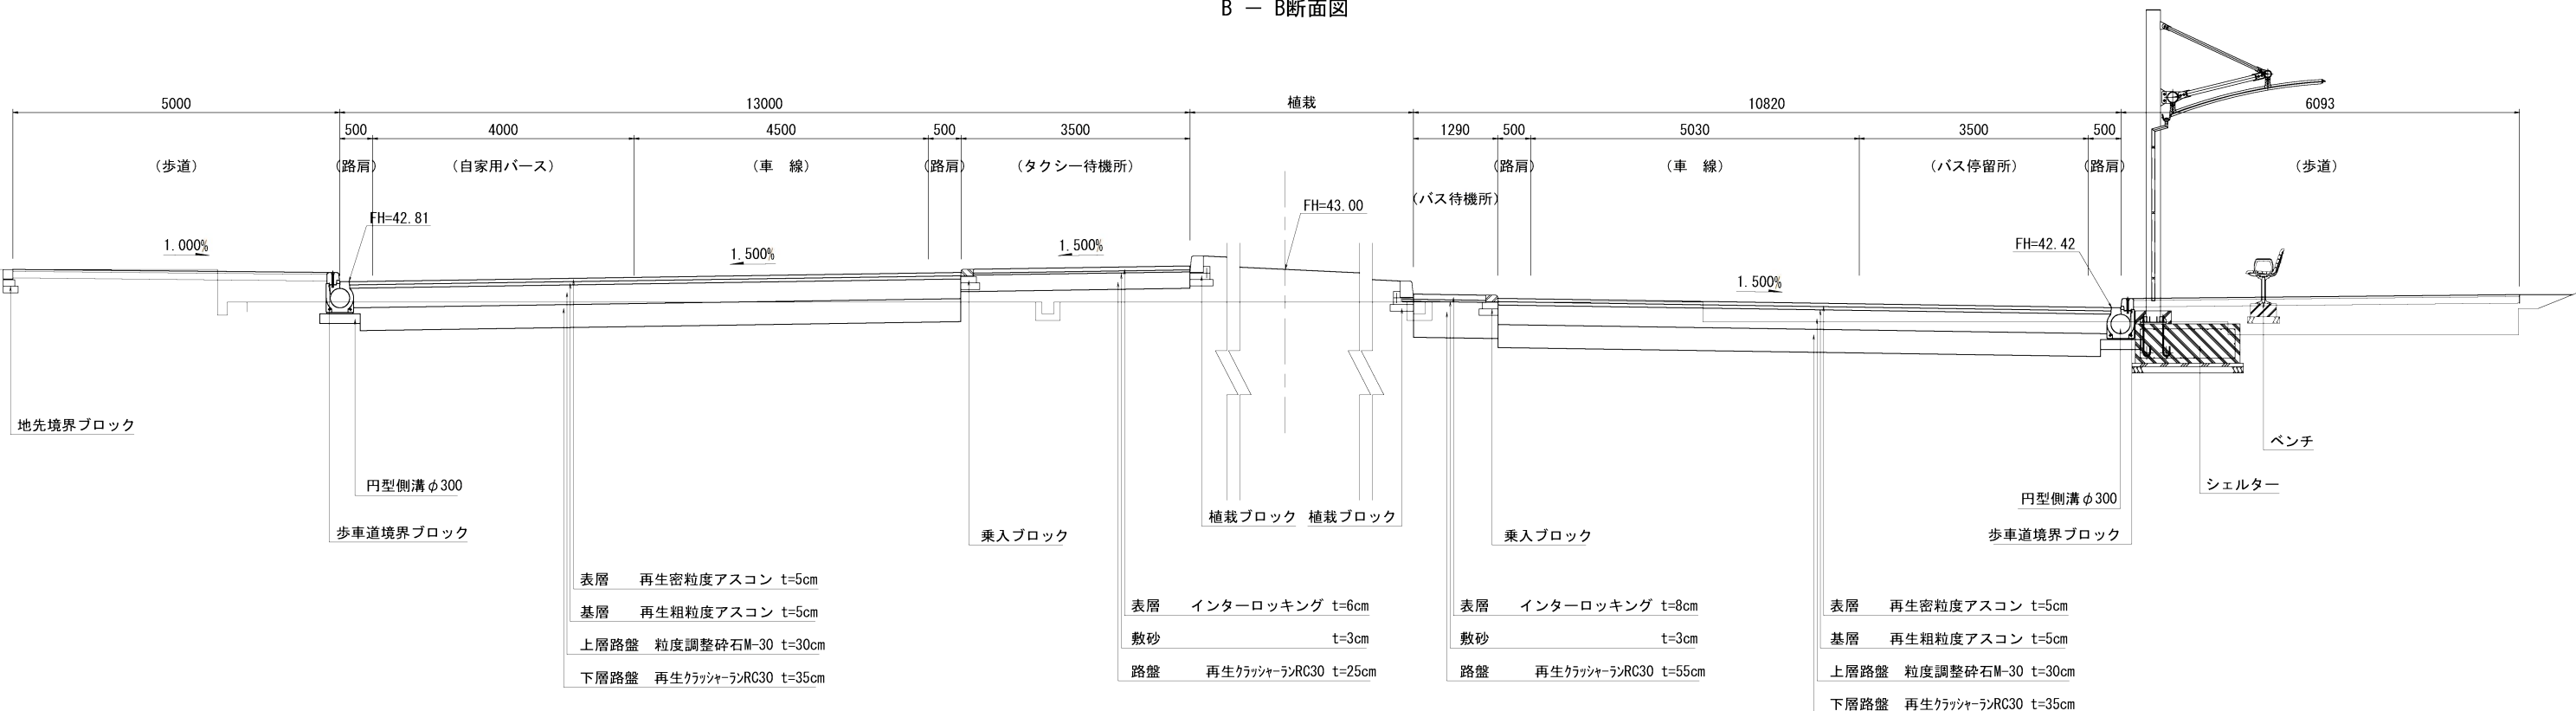 B － B断面図
5000
13000
植栽
10820
6093
500
4000
4500
500
3500
1290
500
5030
3500
500
(歩道)
(路肩)
(自家用バース)
(車　線)
(路肩)
(タクシー待機所)
(バス待機所)
(路肩)
(車　線)
(バス停留所)
(路肩)
(歩道)
FH=42.81
FH=43.00
FH=42.42
1.000%
1.500%
1.500%
1.500%
地先境界ブロック
円型側溝φ300
歩車道境界ブロック
乗入ブロック
植栽ブロック
植栽ブロック
乗入ブロック
円型側溝φ300
歩車道境界ブロック
シェルター
ベンチ
表層　再生密粒度アスコン t=5cm
基層　再生粗粒度アスコン t=5cm
上層路盤　粒度調整砕石M-30 t=30cm
下層路盤　再生ｸﾗｯｼｬｰﾗﾝRC30 t=35cm
表層　インターロッキング t=6cm
敷砂　t=3cm
路盤　再生ｸﾗｯｼｬｰﾗﾝRC30 t=25cm
表層　インターロッキング t=8cm
敷砂　t=3cm
路盤　再生ｸﾗｯｼｬｰﾗﾝRC30 t=55cm
表層　再生密粒度アスコン t=5cm
基層　再生粗粒度アスコン t=5cm
上層路盤　粒度調整砕石M-30 t=30cm
下層路盤　再生ｸﾗｯｼｬｰﾗﾝRC30 t=35cm